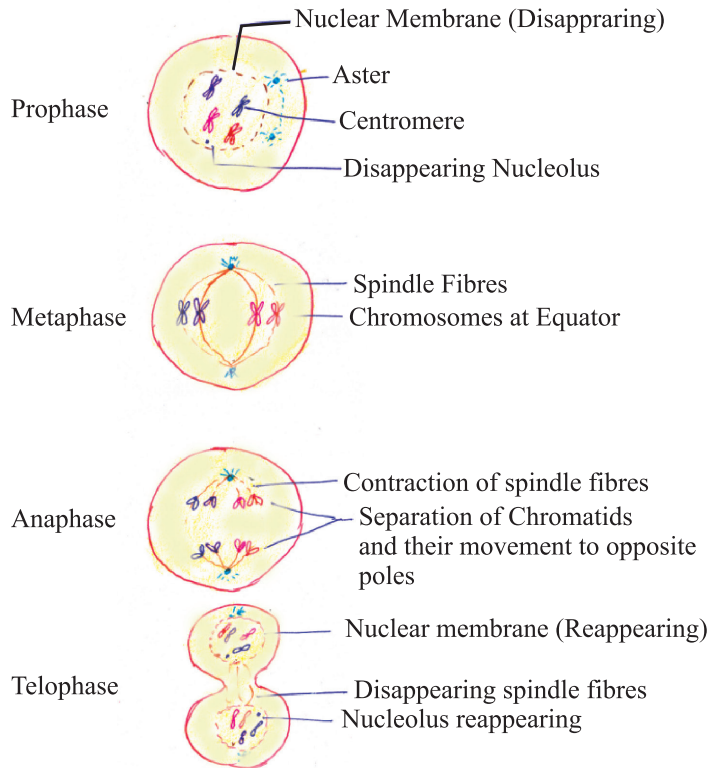 Nuclear Membrane (Disappraring)
Aster
Prophase
Centromere
Disappearing Nucleolus
Spindle Fibres
Metaphase
Chromosomes at Equator
Contraction of spindle fibres
Anaphase
Separation of Chromatids
and their movement to opposite
poles
Nuclear membrane (Reappearing)
Telophase
Disappearing spindle fibres
Nucleolus reappearing